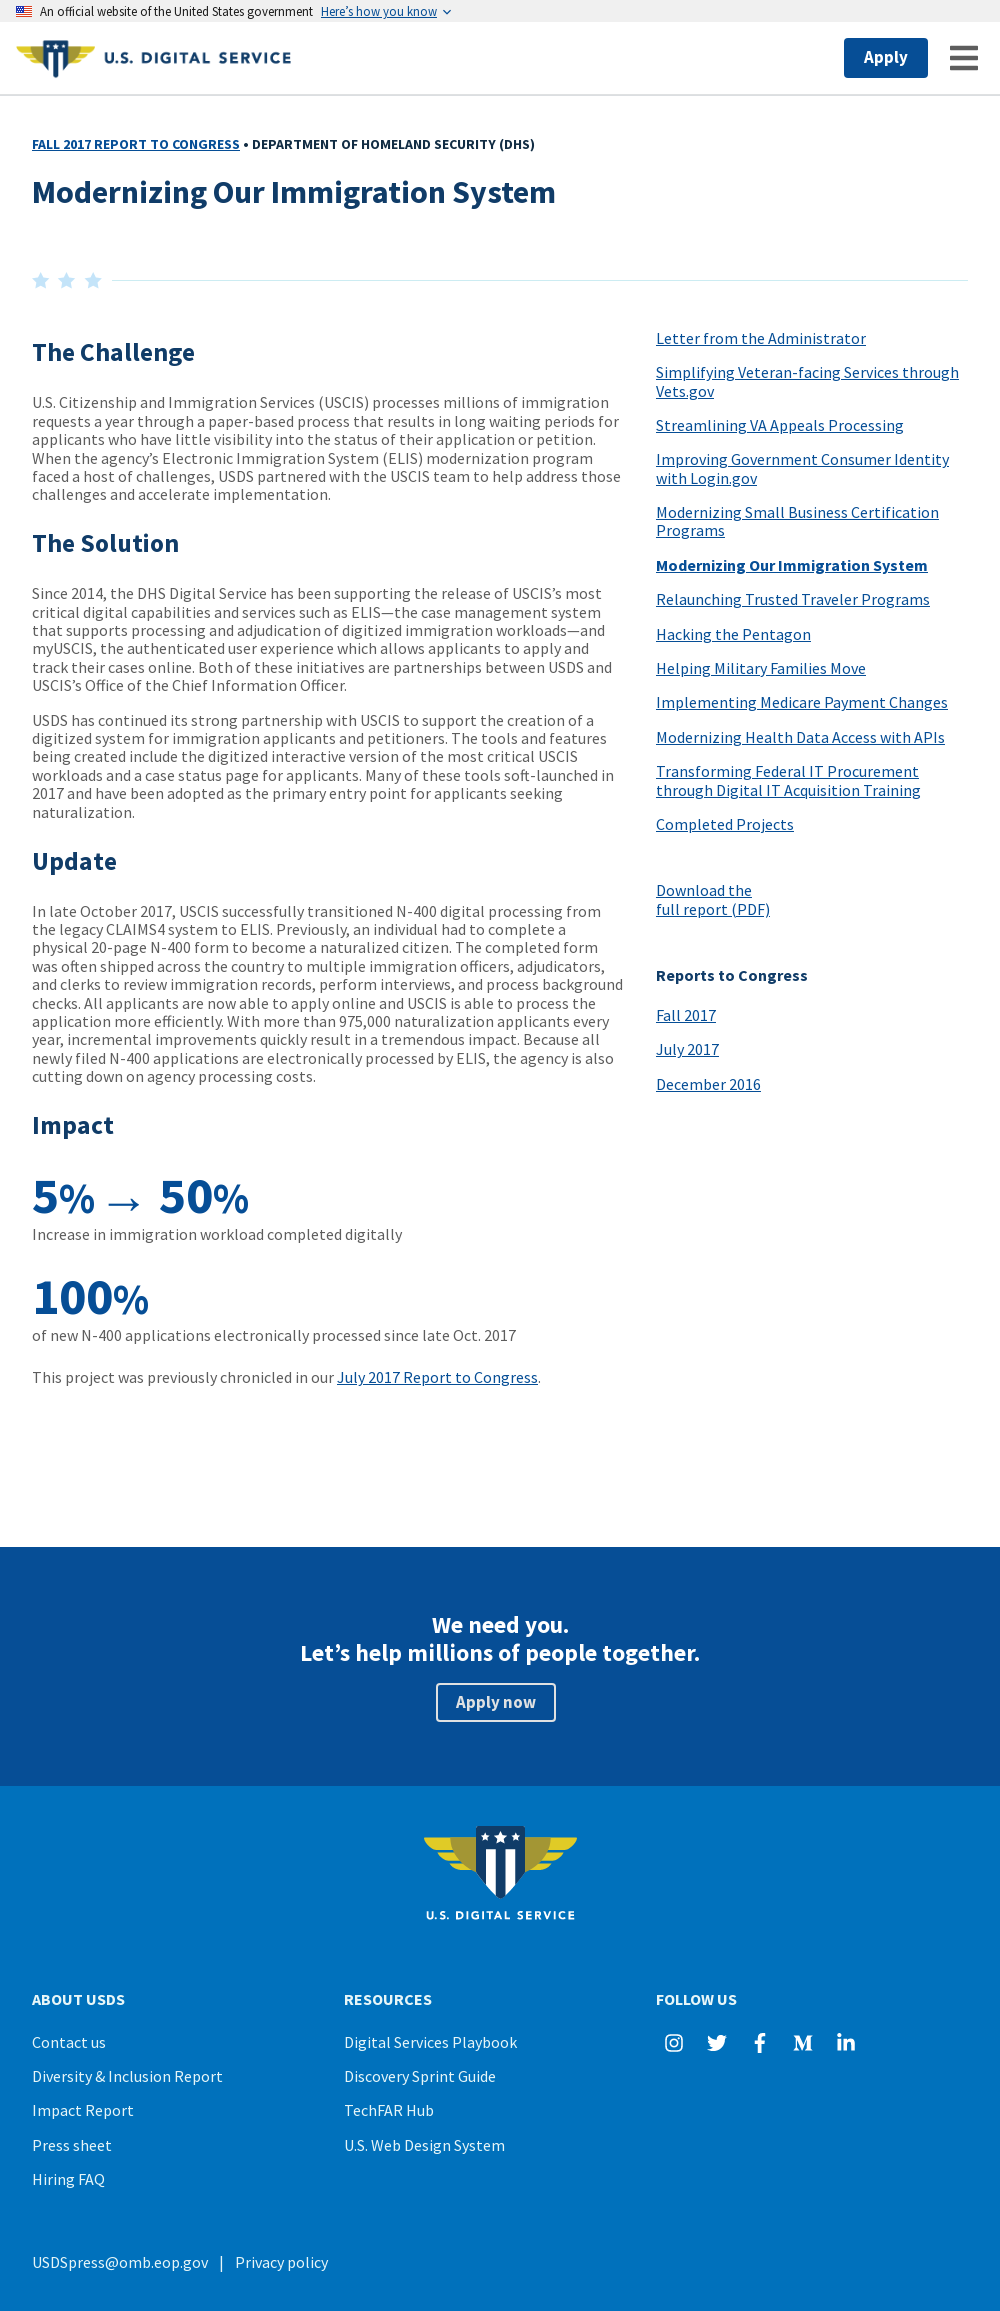 An official website of the United States government Here’s how you know
U.S. DIGITAL SERVICE
Apply
FALL 2017 REPORT TO CONGRESS • DEPARTMENT OF HOMELAND SECURITY (DHS)
Modernizing Our Immigration System
The Challenge
U.S. Citizenship and Immigration Services (USCIS) processes millions of immigration
requests a year through a paper-based process that results in long waiting periods for
applicants who have little visibility into the status of their application or petition.
When the agency’s Electronic Immigration System (ELIS) modernization program
faced a host of challenges, USDS partnered with the USCIS team to help address those
challenges and accelerate implementation.
The Solution
Since 2014, the DHS Digital Service has been supporting the release of USCIS’s most
critical digital capabilities and services such as ELIS—the case management system
that supports processing and adjudication of digitized immigration workloads—and
myUSCIS, the authenticated user experience which allows applicants to apply and
track their cases online. Both of these initiatives are partnerships between USDS and
USCIS’s Office of the Chief Information Officer.
USDS has continued its strong partnership with USCIS to support the creation of a
digitized system for immigration applicants and petitioners. The tools and features
being created include the digitized interactive version of the most critical USCIS
workloads and a case status page for applicants. Many of these tools soft-launched in
2017 and have been adopted as the primary entry point for applicants seeking
naturalization.
Update
In late October 2017, USCIS successfully transitioned N-400 digital processing from
the legacy CLAIMS4 system to ELIS. Previously, an individual had to complete a
physical 20-page N-400 form to become a naturalized citizen. The completed form
was often shipped across the country to multiple immigration officers, adjudicators,
and clerks to review immigration records, perform interviews, and process background
checks. All applicants are now able to apply online and USCIS is able to process the
application more efficiently. With more than 975,000 naturalization applicants every
year, incremental improvements quickly result in a tremendous impact. Because all
newly filed N-400 applications are electronically processed by ELIS, the agency is also
cutting down on agency processing costs.
Impact
5% → 50%
Increase in immigration workload completed digitally
100%
of new N-400 applications electronically processed since late Oct. 2017
This project was previously chronicled in our July 2017 Report to Congress.
Letter from the Administrator
Simplifying Veteran-facing Services through
Vets.gov
Streamlining VA Appeals Processing
Improving Government Consumer Identity
with Login.gov
Modernizing Small Business Certification
Programs
Modernizing Our Immigration System
Relaunching Trusted Traveler Programs
Hacking the Pentagon
Helping Military Families Move
Implementing Medicare Payment Changes
Modernizing Health Data Access with APIs
Transforming Federal IT Procurement
through Digital IT Acquisition Training
Completed Projects
Download the
full report (PDF)
Reports to Congress
Fall 2017
July 2017
December 2016
We need you.
Let’s help millions of people together.
Apply now
U.S. DIGITAL SERVICE
ABOUT USDS
Contact us
Diversity & Inclusion Report
Impact Report
Press sheet
Hiring FAQ
RESOURCES
Digital Services Playbook
Discovery Sprint Guide
TechFAR Hub
U.S. Web Design System
FOLLOW US
USDSpress@omb.eop.gov | Privacy policy